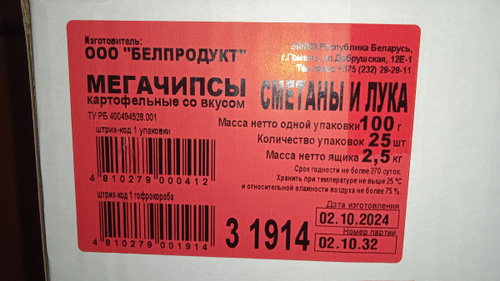 Изготовитель:
ООО "БЕЛПРОДУКТ"
Республика Беларусь,
ул.Добрушская, 12Е-1
+375 (232) 29-29-11
МЕГАЧИПСЫ
картофельные со вкусом
СМЕТАНЫ И ЛУКА
ТУ РБ 400494528.001
Масса нетто одной упаковки 100 г
Количество упаковок 25 шт
Масса нетто ящика 2,5 кг
штрих-код 1 упаковки
4 810279 000412
Срок годности не более 270 суток.
Хранить при температуре не выше 25 °С
и относительной влажности воздуха не более 75 %.
штрих-код 1 гофрокороба
4 810279 001914
3 1914
Дата изготовления
02.10.2024
Номер партии
02.10.32